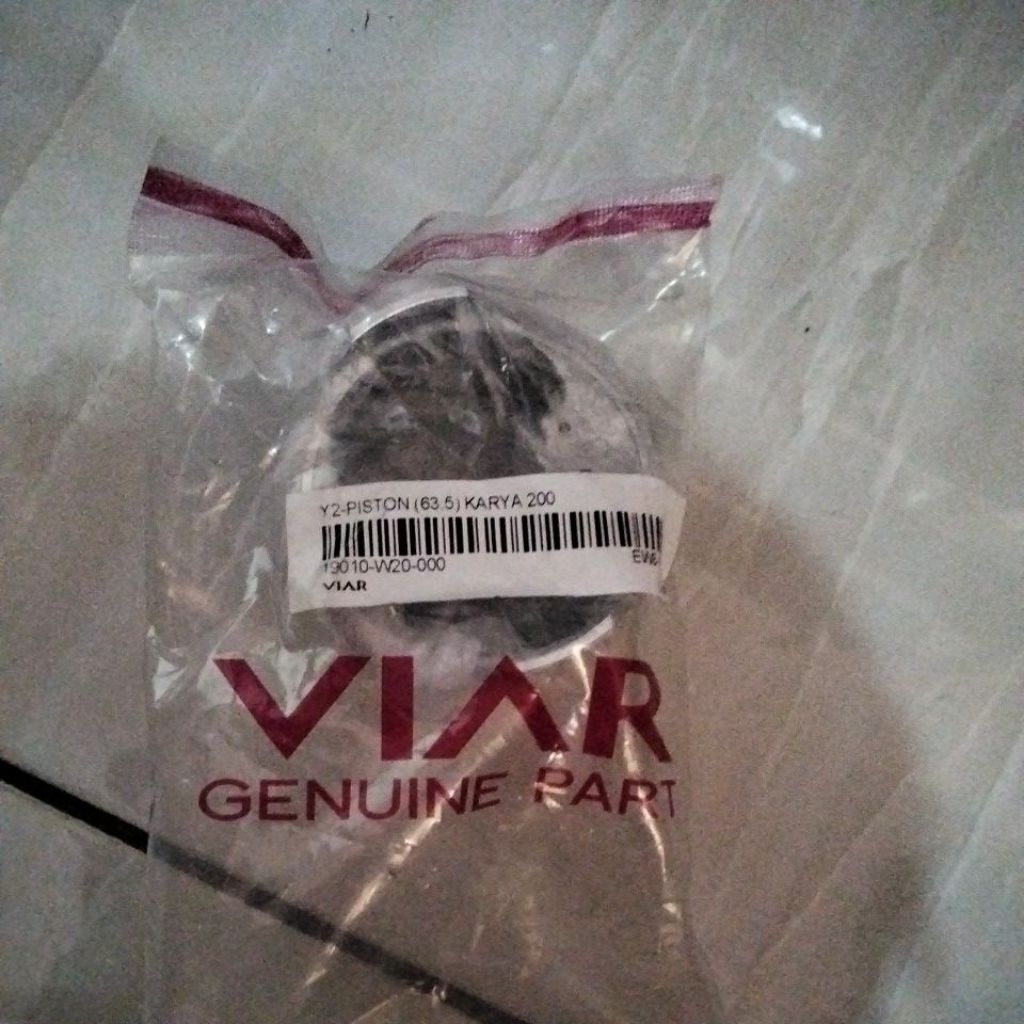 Y2-PISTON (63.5) KARYA 200
19010-W20-000
VIAR
VIAR
GENUINE PART